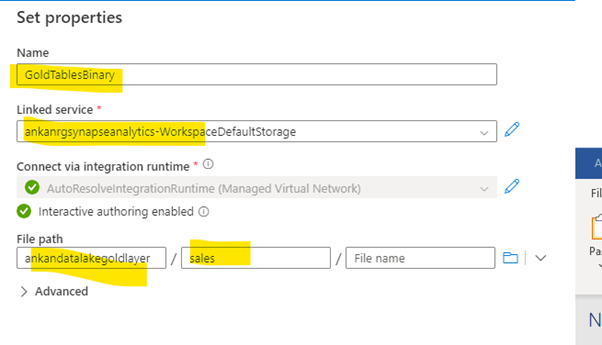 Set properties
Name
GoldTablesBinary
Linked service *
ankanrgsynapseanalytics-WorkspaceDefaultStorage
Connect via integration runtime *
AutoResolveIntegrationRuntime (Managed Virtual Network)
Interactive authoring enabled
File path
ankandatalakegoldlayer / sales / File name
Advanced
A
Fil
Pa
N